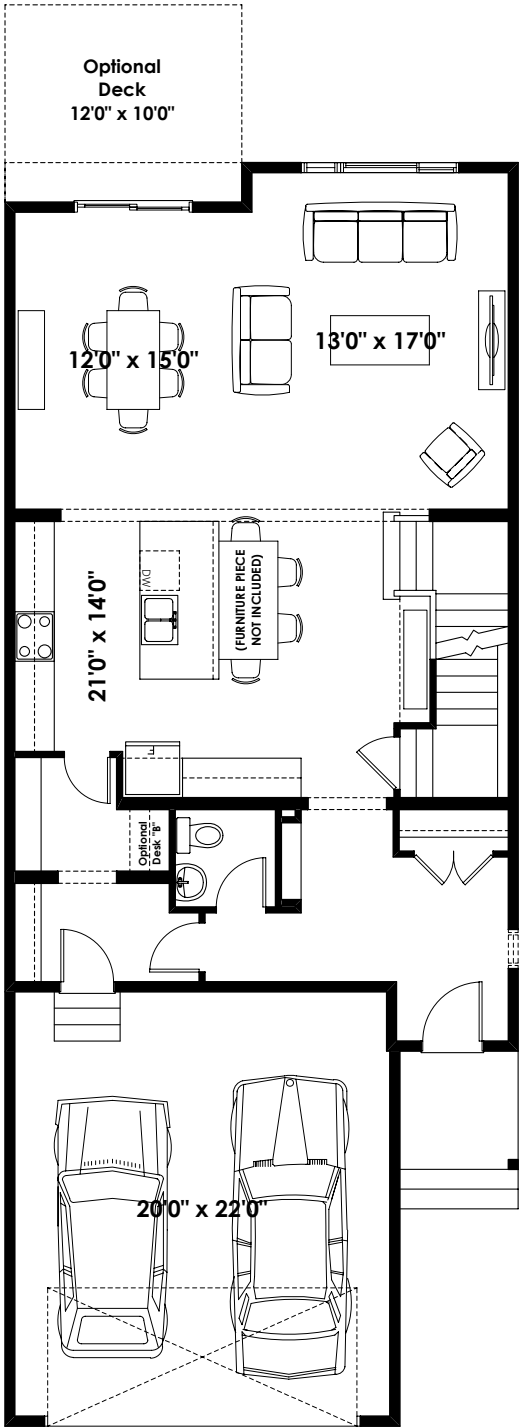 Optional
Deck
12'0" x 10'0"
12'0" x 15'0"
13'0" x 17'0"
21'0" x 14'0"
DW
(FURNITURE PIECE
NOT INCLUDED)
F
Optional
Desk "B"
20'0" x 22'0"